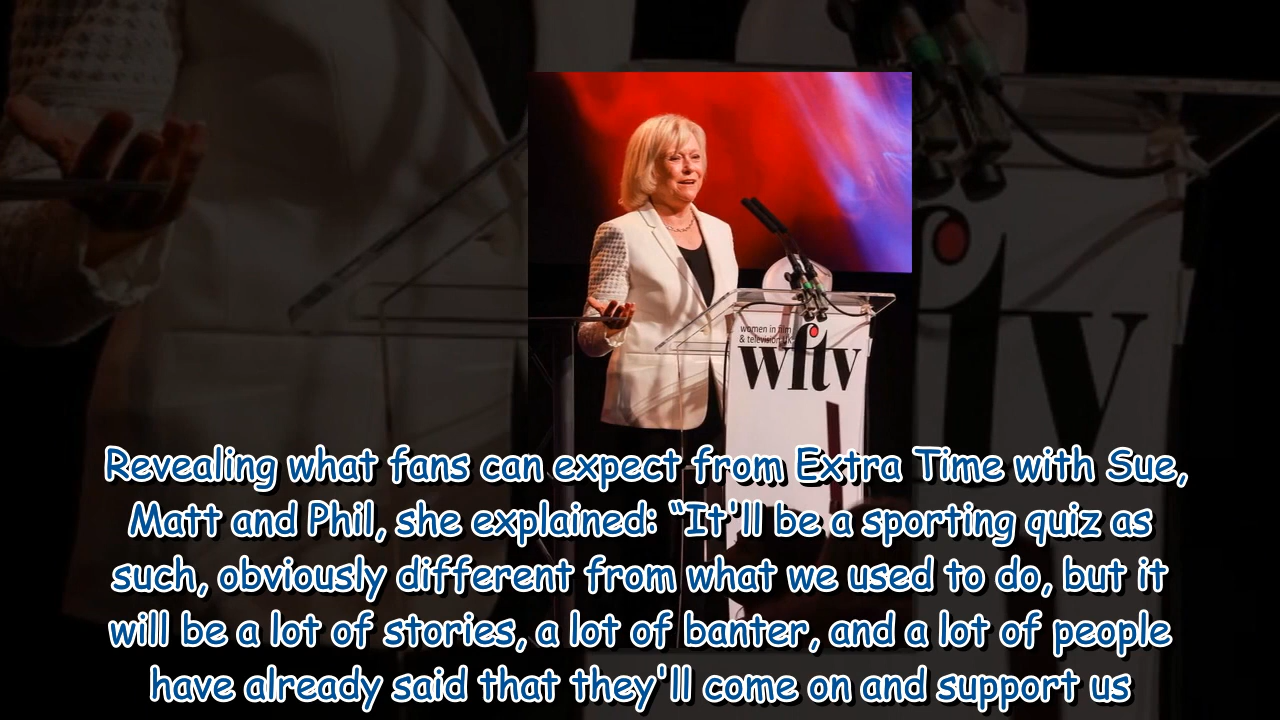 women in film
& television uk
wftv
Revealing what fans can expect from Extra Time with Sue,
Matt and Phil, she explained: “It'll be a sporting quiz as
such, obviously different from what we used to do, but it
will be a lot of stories, a lot of banter, and a lot of people
have already said that they'll come on and support us